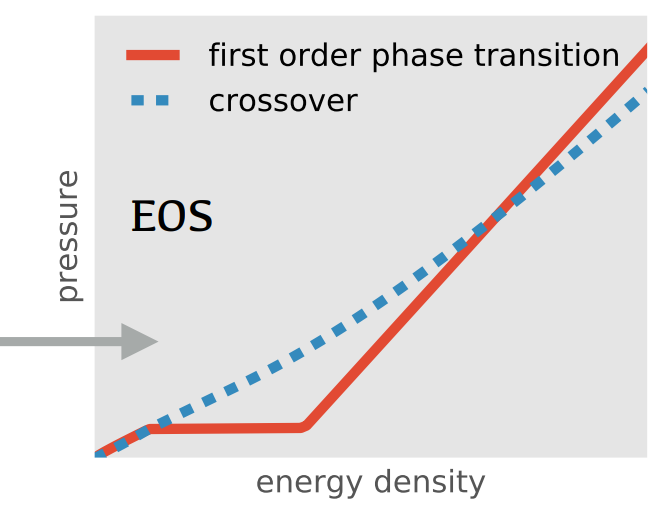 first order phase transition
crossover
EOS
pressure
energy density